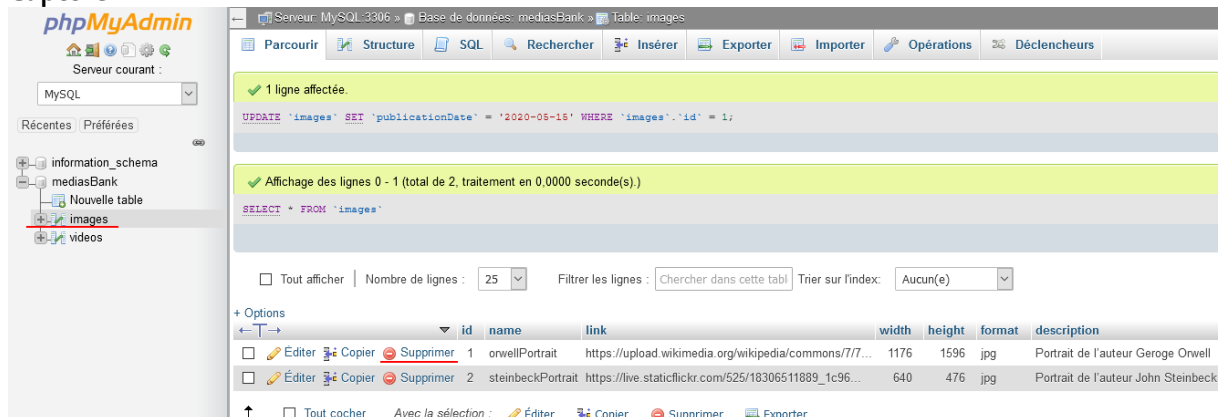 phpMyAdmin
Serveur courant :
MySQL
Récentes Préférées
information_schema
mediasBank
Nouvelle table
images
videos
Serveur: MySQL:3306 » Base de données: mediasBank » Table: images
Parcourir Structure SQL Rechercher Insérer Exporter Importer Opérations Déclencheurs
1 ligne affectée.
UPDATE `images` SET `publicationDate` = '2020-05-15' WHERE `images`.`id` = 1;
Affichage des lignes 0 - 1 (total de 2, traitement en 0,0000 seconde(s).)
SELECT * FROM `images`
Tout afficher | Nombre de lignes : 25 Filtrer les lignes : Chercher dans cette tabl Trier sur l'index: Aucun(e)
+ Options
←T→ id name link width height format description
Éditer Copier Supprimer 1 orwellPortrait https://upload.wikimedia.org/wikipedia/commons/7/7... 1176 1596 jpg Portrait de l'auteur Geroge Orwell
Éditer Copier Supprimer 2 steinbeckPortrait https://live.staticflickr.com/525/18306511889_1c96... 640 476 jpg Portrait de l'auteur John Steinbeck
Tout cocher Avec la sélection : Éditer Copier Supprimer Exporter